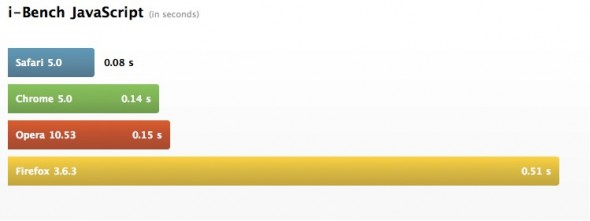 i-Bench JavaScript (in seconds)
Safari 5.0 0.08 s
Chrome 5.0 0.14 s
Opera 10.53 0.15 s
Firefox 3.6.3 0.51 s